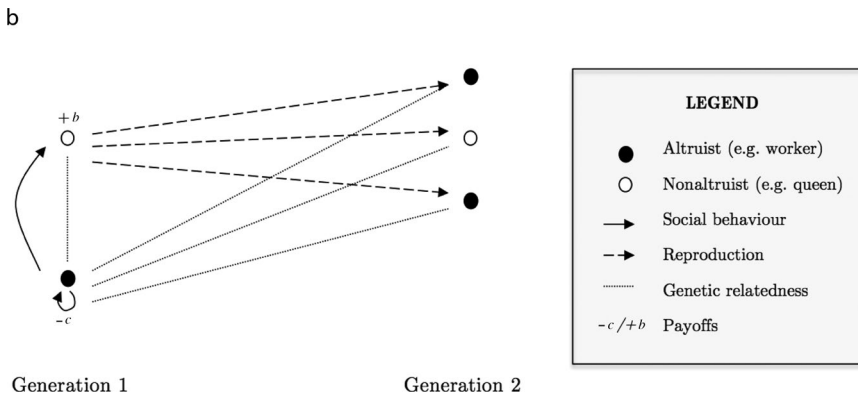 b
+b
-c
Generation 1
Generation 2
LEGEND
Altruist (e.g. worker)
Nonaltruist (e.g. queen)
Social behaviour
Reproduction
Genetic relatedness
-c/+b Payoffs